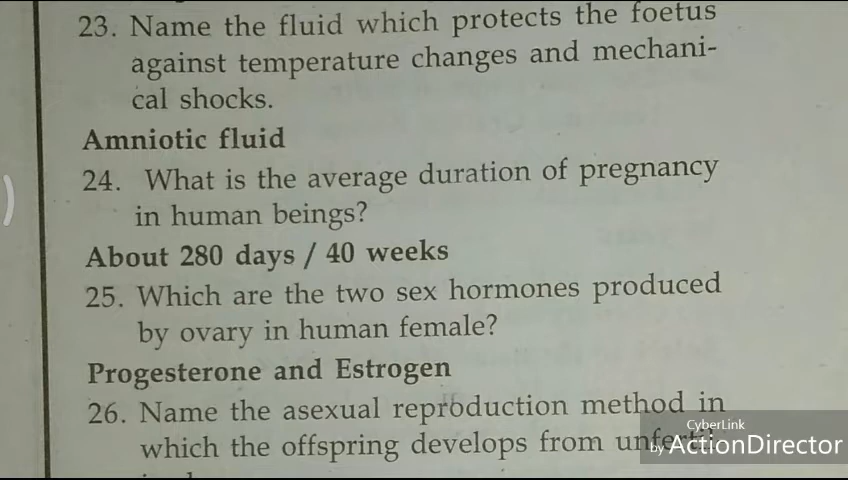 23. Name the fluid which protects the foetus
against temperature changes and mechani-
cal shocks.
Amniotic fluid
24. What is the average duration of pregnancy
in human beings?
About 280 days / 40 weeks
25. Which are the two sex hormones produced
by ovary in human female?
Progesterone and Estrogen
26. Name the asexual reproduction method in
which the offspring develops from
CyberLink
by ActionDirector